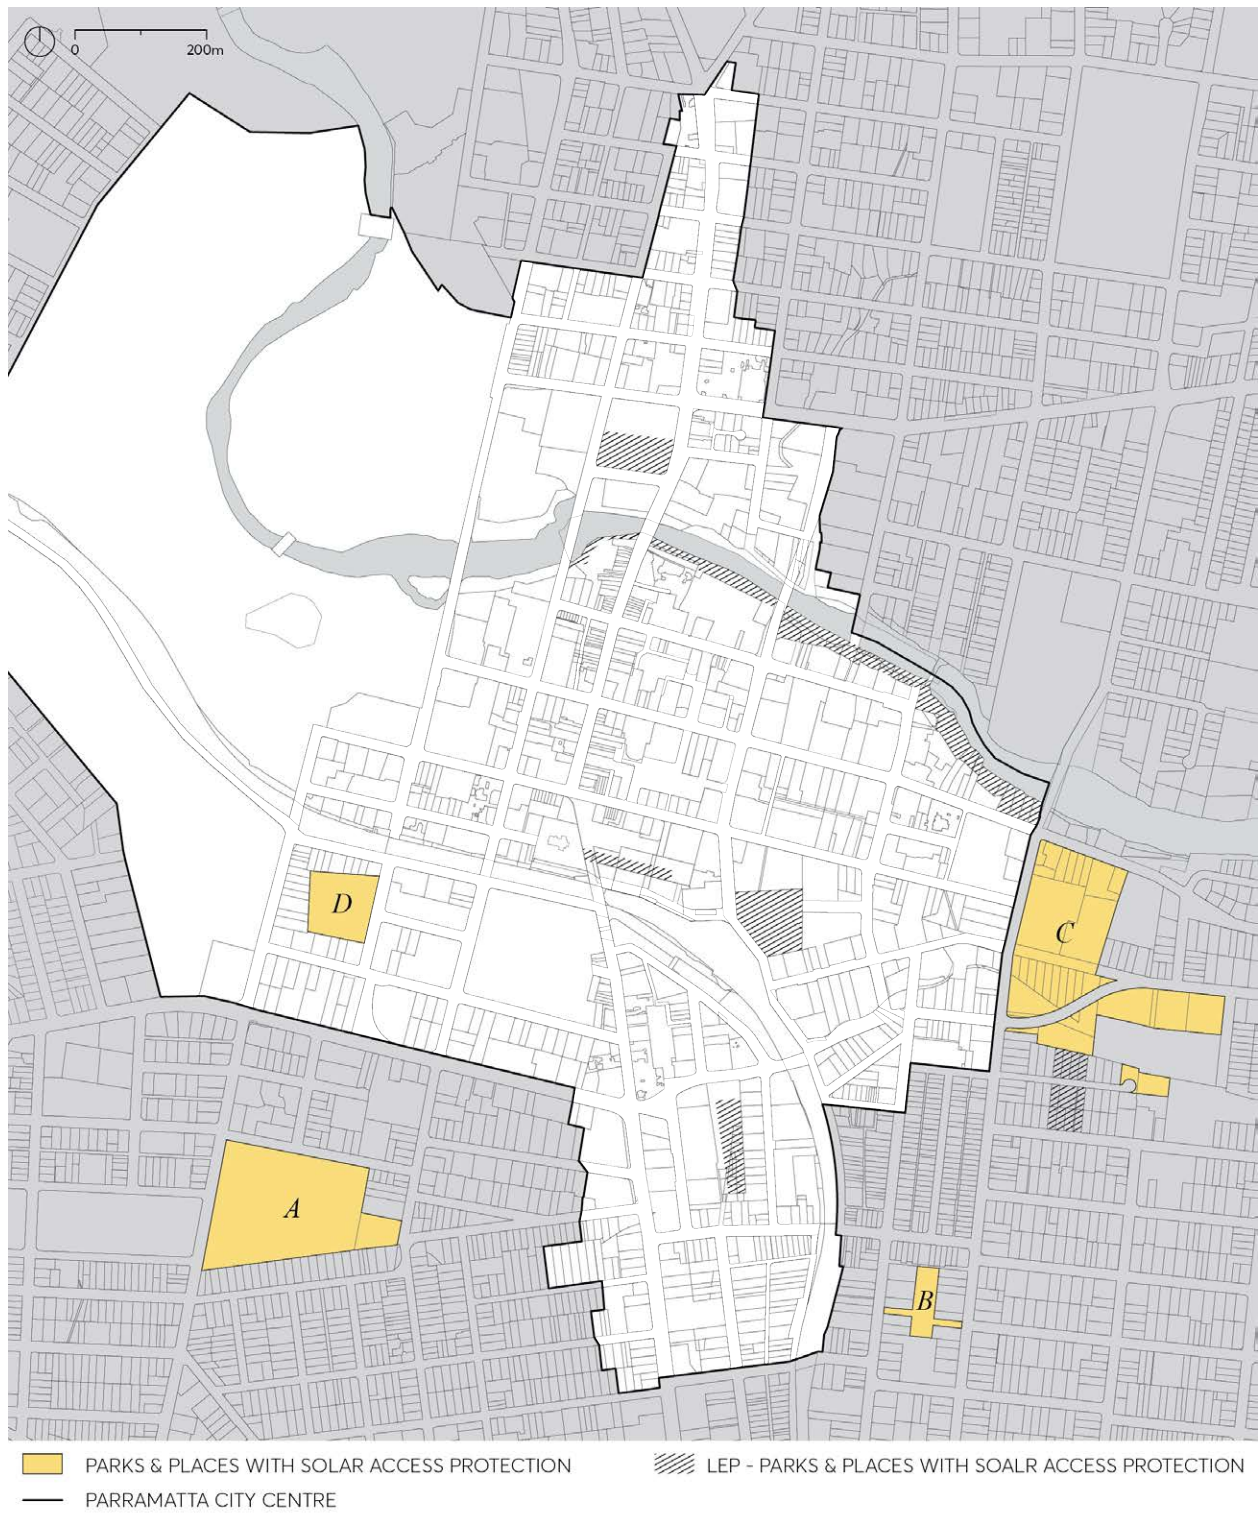 0 200m
D
C
A
B
PARKS & PLACES WITH SOLAR ACCESS PROTECTION
LEP - PARKS & PLACES WITH SOALR ACCESS PROTECTION
PARRAMATTA CITY CENTRE